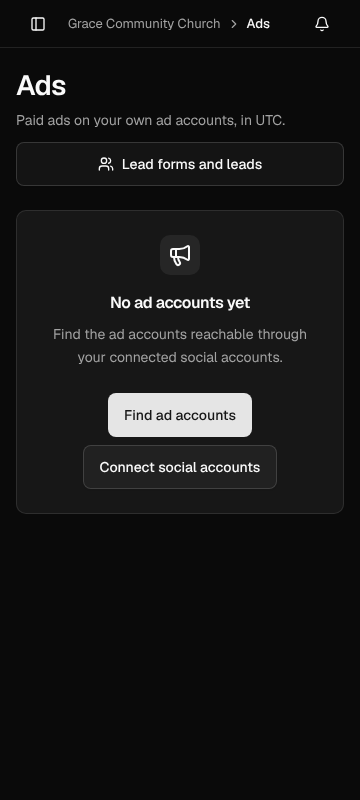 Grace Community Church > Ads
Ads
Paid ads on your own ad accounts, in UTC.
Lead forms and leads
No ad accounts yet
Find the ad accounts reachable through
your connected social accounts.
Find ad accounts
Connect social accounts